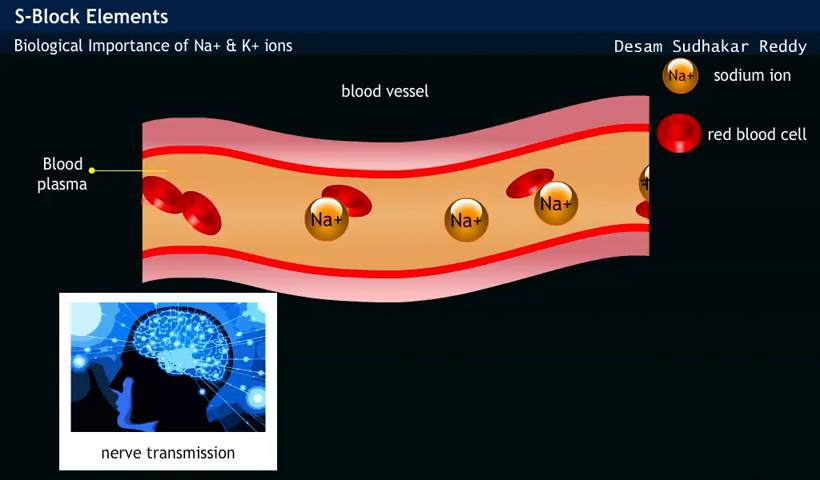 S-Block Elements
Biological Importance of Na+ & K+ ions
Desam Sudhakar Reddy
Na+ sodium ion
blood vessel
red blood cell
Blood
plasma
Na+
Na+
Na+
nerve transmission